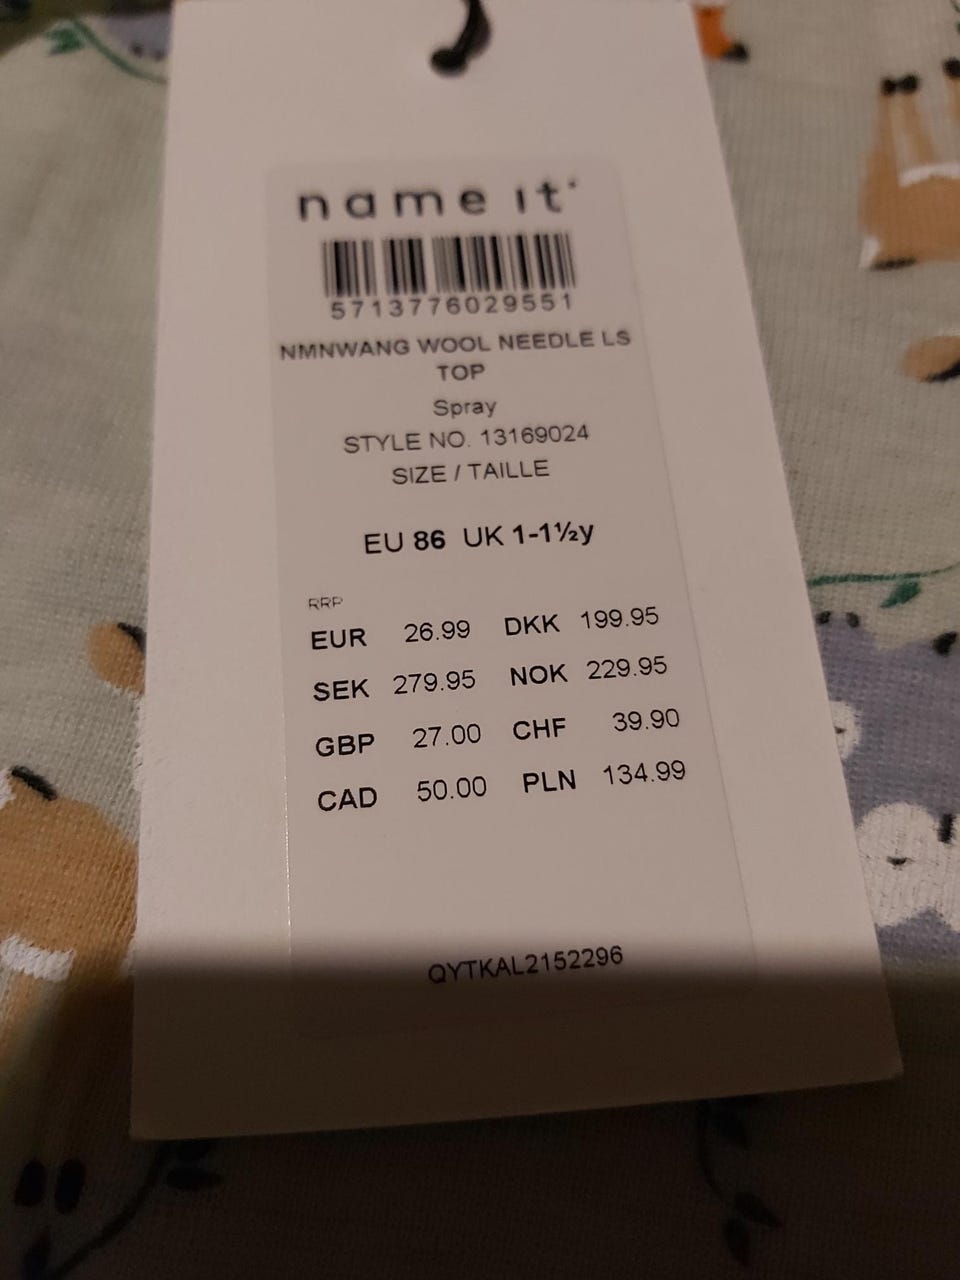 name it
5713776029551
NMNWANG WOOL NEEDLE LS
TOP
Spray
STYLE NO. 13169024
SIZE / TAILLE
EU 86 UK 1-1½y
RRP
EUR 26.99 DKK 199.95
SEK 279.95 NOK 229.95
GBP 27.00 CHF 39.90
CAD 50.00 PLN 134.99
QYTKAL2152296